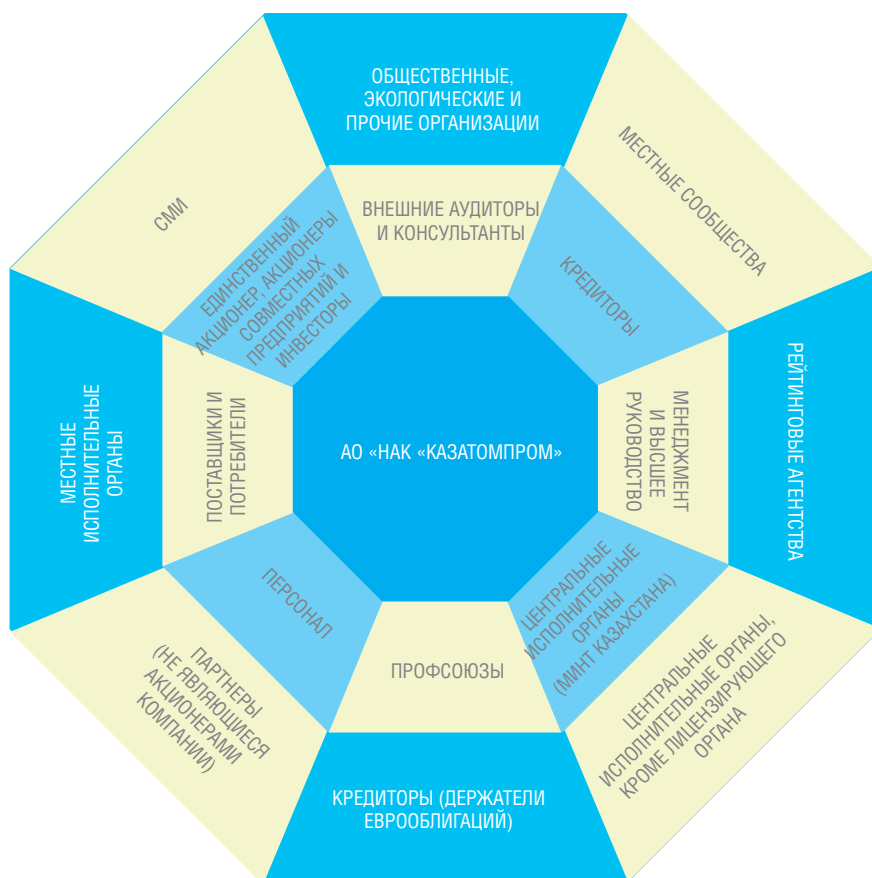 ОБЩЕСТВЕННЫЕ,
ЭКОЛОГИЧЕСКИЕ И
ПРОЧИЕ ОРГАНИЗАЦИИ
СМИ
МЕСТНЫЕ СООБЩЕСТВА
ВНЕШНИЕ АУДИТОРЫ
И КОНСУЛЬТАНТЫ
ЕДИНСТВЕННЫЙ
АКЦИОНЕР, АКЦИОНЕРЫ
СОВМЕСТНЫХ
ПРЕДПРИЯТИЙ И
ИНВЕСТОРЫ
КРЕДИТОРЫ
МЕСТНЫЕ
ИСПОЛНИТЕЛЬНЫЕ
ОРГАНЫ
ПОСТАВЩИКИ И
ПОТРЕБИТЕЛИ
АО «НАК «КАЗАТОМПРОМ»
МЕНЕДЖМЕНТ
И ВЫСШЕЕ
РУКОВОДСТВО
РЕЙТИНГОВЫЕ АГЕНТСТВА
ПЕРСОНАЛ
ЦЕНТРАЛЬНЫЕ
ИСПОЛНИТЕЛЬНЫЕ
ОРГАНЫ
(МИНТ КАЗАХСТАНА)
ПРОФСОЮЗЫ
ПАРТНЕРЫ
(НЕ ЯВЛЯЮЩИЕСЯ
АКЦИОНЕРАМИ
КОМПАНИИ)
ЦЕНТРАЛЬНЫЕ
ИСПОЛНИТЕЛЬНЫЕ ОРГАНЫ,
КРОМЕ ЛИЦЕНЗИРУЮЩЕГО
ОРГАНА
КРЕДИТОРЫ (ДЕРЖАТЕЛИ
ЕВРООБЛИГАЦИЙ)